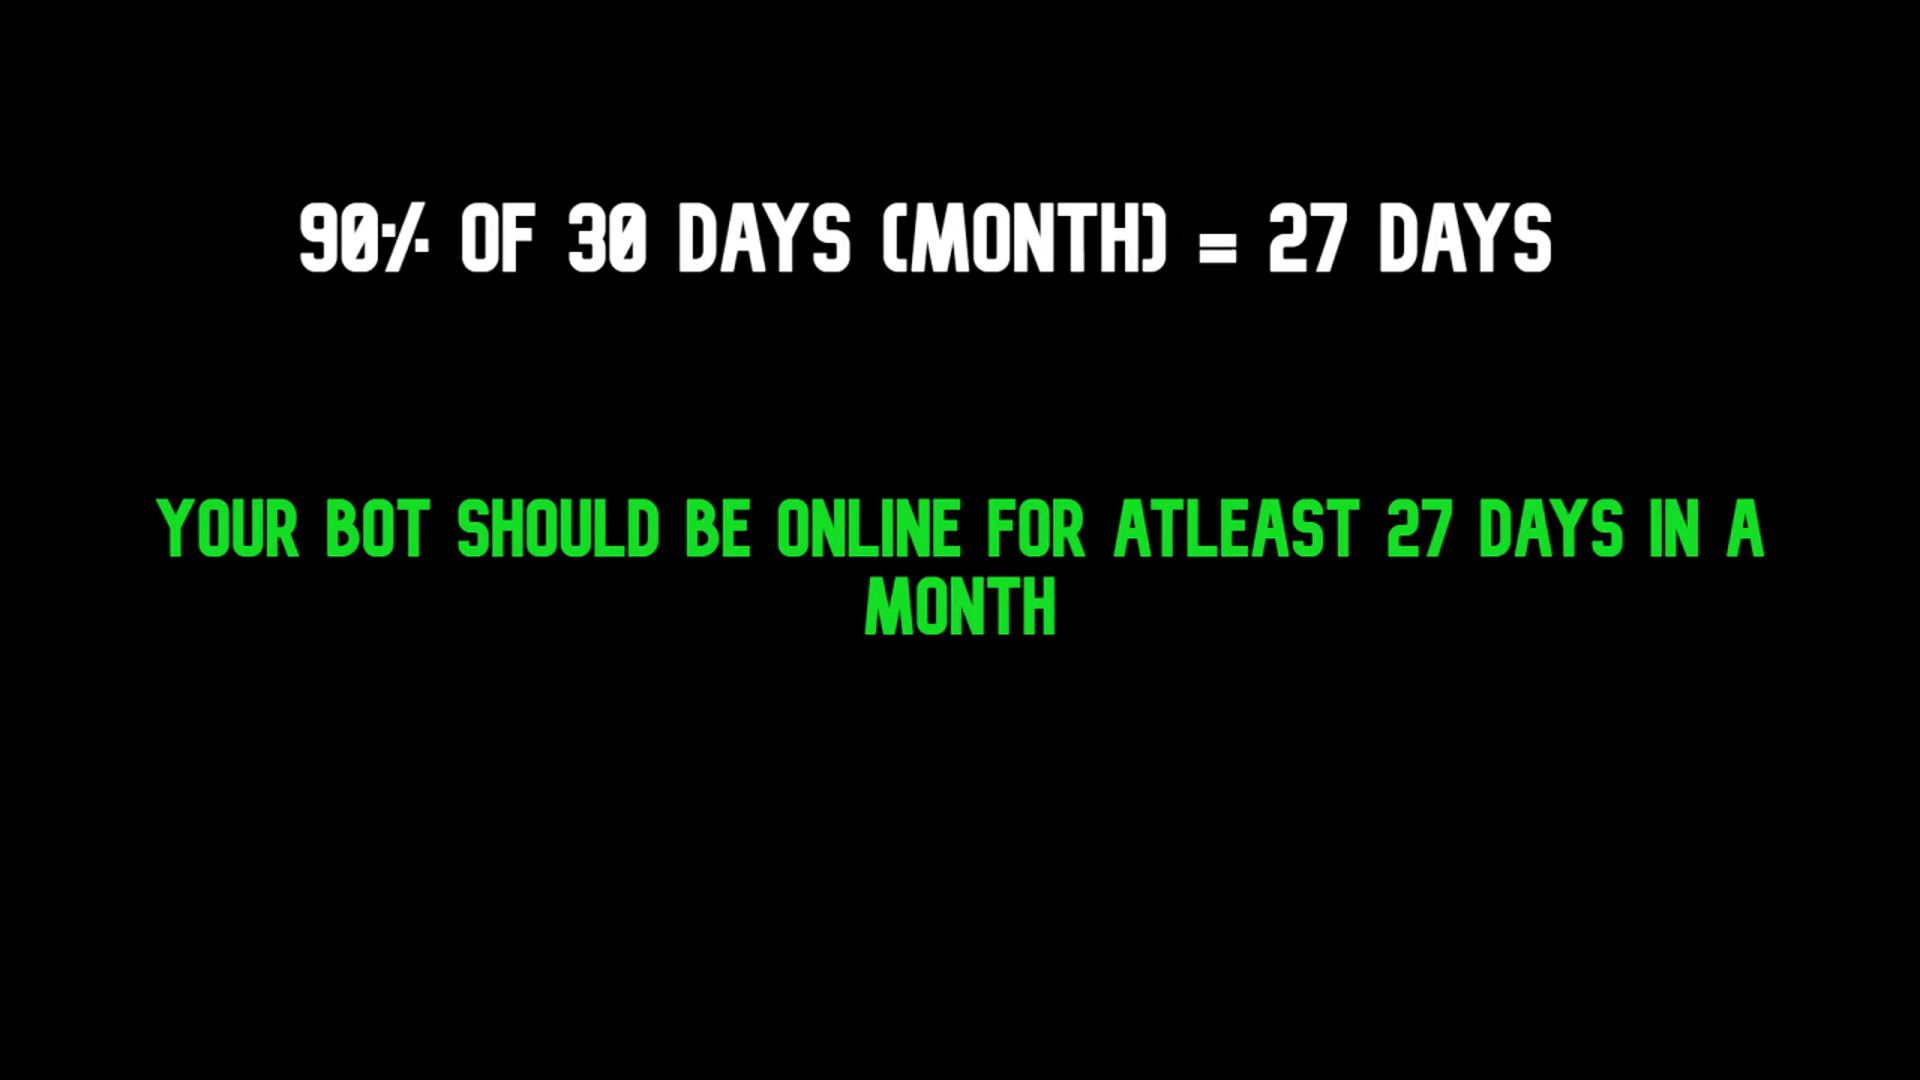 90% OF 30 DAYS (MONTH) = 27 DAYS
YOUR BOT SHOULD BE ONLINE FOR ATLEAST 27 DAYS IN A
MONTH